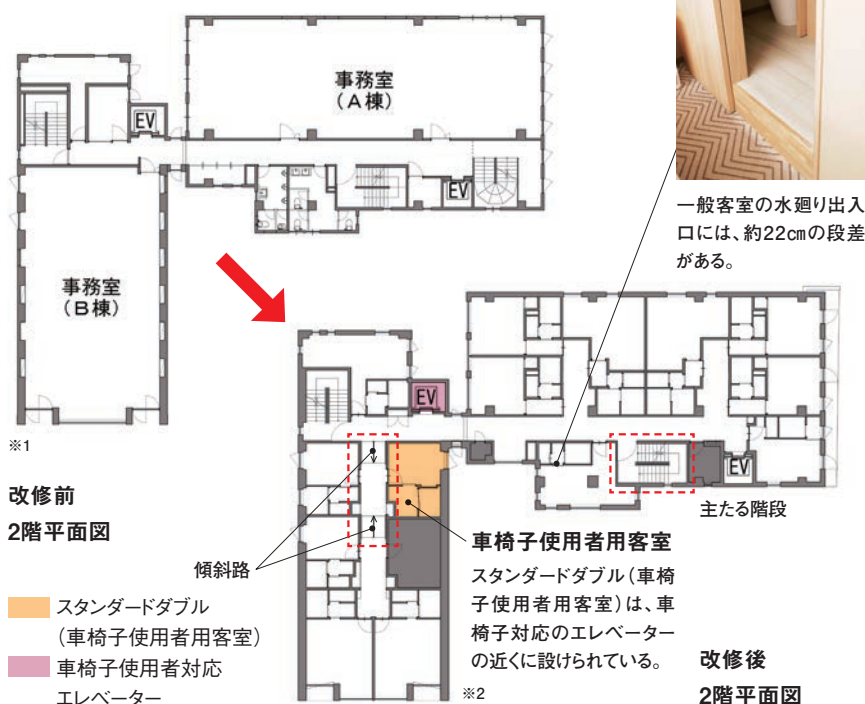 事務室
(A棟)
EV
EV
事務室
(B棟)
※1
改修前
2階平面図
一般客室の水廻り出入
口には、約22㎝の段差
がある。
EV
EV
主たる階段
傾斜路
車椅子使用者用客室
スタンダードダブル(車椅
子使用者用客室)は、車
椅子対応のエレベーター
の近くに設けられている。
スタンダードダブル
(車椅子使用者用客室)
車椅子使用者対応
エレベーター
※2
改修後
2階平面図